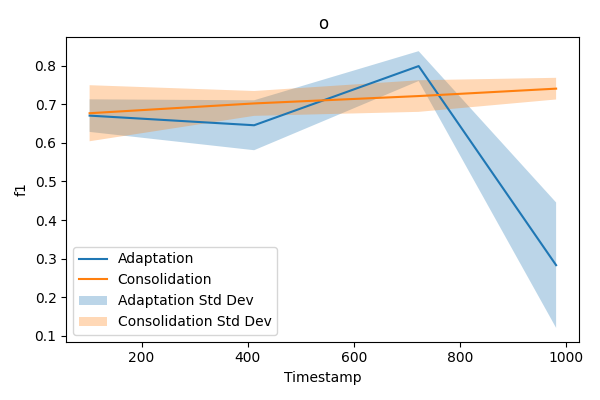 o
f1
0.8
0.7
0.6
0.5
0.4
0.3
0.2
0.1
Adaptation
Consolidation
Adaptation Std Dev
Consolidation Std Dev
200 400 600 800 1000
Timestamp